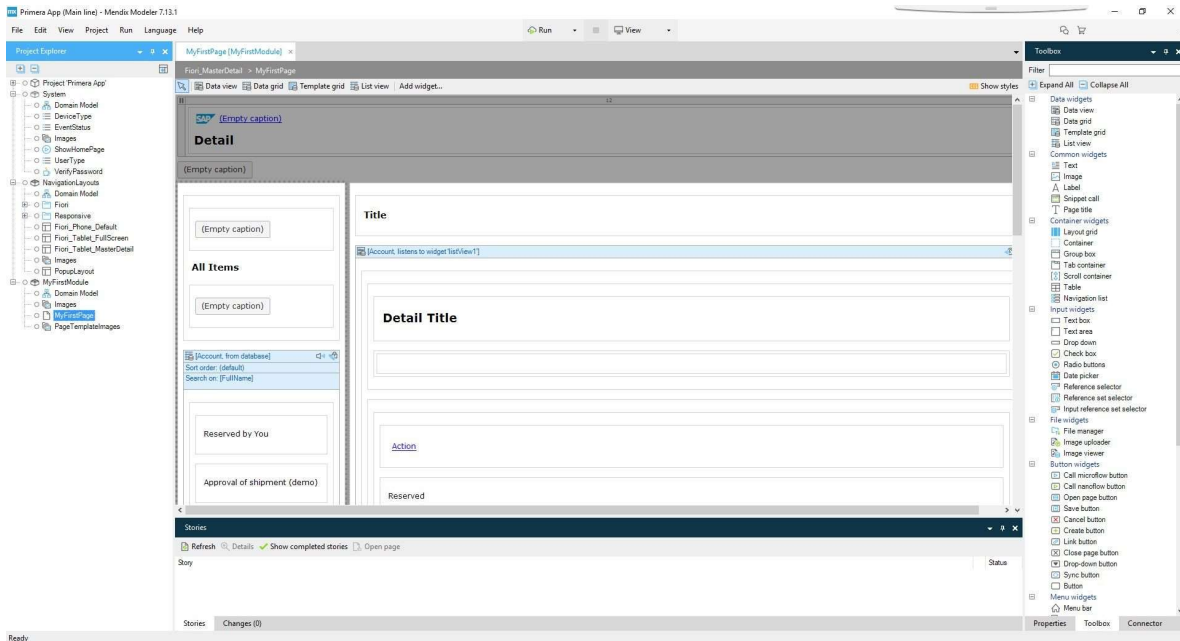 Primera App (Main line) - Mendix Modeler 7.13.1
File Edit View Project Run Language Help
Run
View
Project Explorer
Project 'Primera App'
System
Domain Model
DeviceType
EventStatus
Images
ShowHomePage
UserType
VerifyPassword
NavigationLayouts
Domain Model
Fiori
Responsive
Fiori_Phone_Default
Fiori_Tablet_FullScreen
Fiori_Tablet_MasterDetail
Images
PopupLayout
MyFirstModule
Domain Model
Images
MyFirstPage
PageTemplateImages
MyFirstPage [MyFirstModule]
Fiori_MasterDetail > MyFirstPage
Data view Data grid Template grid List view Add widget... Show styles
12
SAP (Empty caption)
Detail
(Empty caption)
(Empty caption)
All Items
(Empty caption)
[Account, from database]
Sort order: (default)
Search on: [FullName]
Reserved by You
Approval of shipment (demo)
Title
[Account, listens to widget 'listView1']
Detail Title
Action
Reserved
Stories
Refresh Details Show completed stories Open page
Story Status
Stories Changes (0)
Toolbox
Filter
Expand All Collapse All
Data widgets
Data view
Data grid
Template grid
List view
Common widgets
Text
Image
Label
Snippet call
Page title
Container widgets
Layout grid
Container
Group box
Tab container
Scroll container
Table
Navigation list
Input widgets
Text box
Text area
Drop down
Check box
Radio buttons
Date picker
Reference selector
Reference set selector
Input reference set selector
File widgets
File manager
Image uploader
Image viewer
Button widgets
Call microflow button
Call nanoflow button
Open page button
Save button
Cancel button
Create button
Link button
Close page button
Drop-down button
Sync button
Button
Menu widgets
Menu bar
Properties Toolbox Connector
Ready